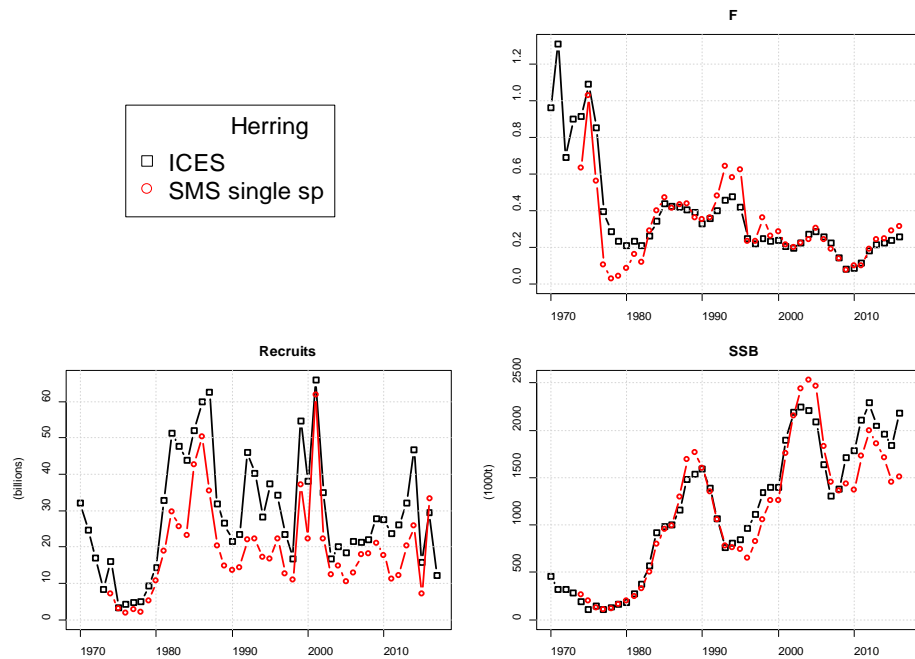 F
Herring
ICES
SMS single sp
0.0 0.2 0.4 0.6 0.8 1.0 1.2
1970 1980 1990 2000 2010
Recruits
(billions)
0 10 20 30 40 50 60
1970 1980 1990 2000 2010
SSB
(1000t)
0 500 1000 1500 2000 2500
1970 1980 1990 2000 2010